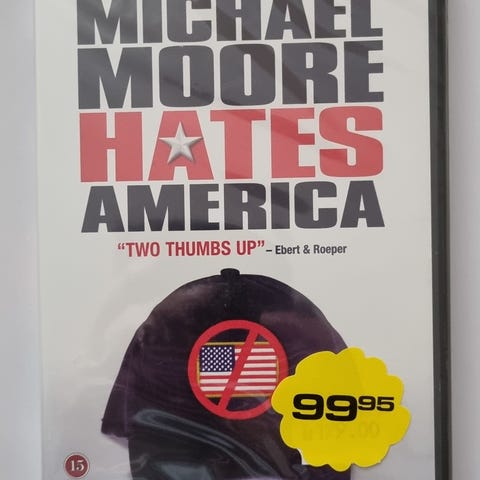 MICHAEL
MOORE
HATES
AMERICA
"TWO THUMBS UP" – Ebert & Roeper
99 95
15